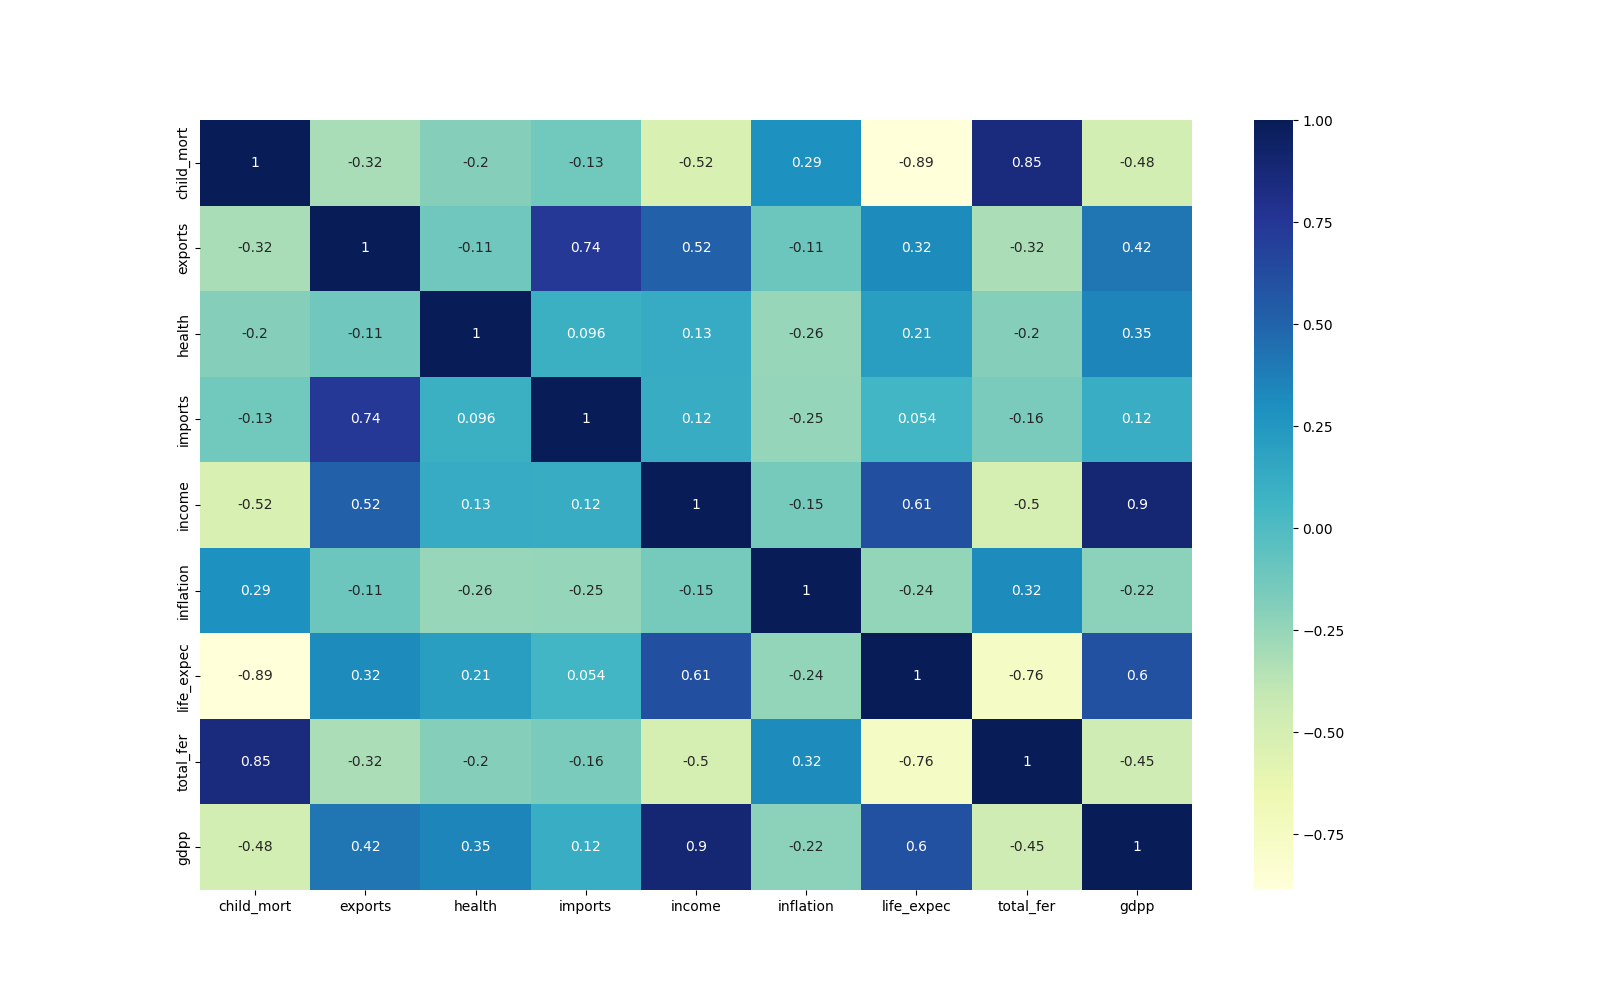 child_mort 1 -0.32 -0.2 -0.13 -0.52 0.29 -0.89 0.85 -0.48
exports -0.32 1 -0.11 0.74 0.52 -0.11 0.32 -0.32 0.42
health -0.2 -0.11 1 0.096 0.13 -0.26 0.21 -0.2 0.35
imports -0.13 0.74 0.096 1 0.12 -0.25 0.054 -0.16 0.12
income -0.52 0.52 0.13 0.12 1 -0.15 0.61 -0.5 0.9
inflation 0.29 -0.11 -0.26 -0.25 -0.15 1 -0.24 0.32 -0.22
life_expec -0.89 0.32 0.21 0.054 0.61 -0.24 1 -0.76 0.6
total_fer 0.85 -0.32 -0.2 -0.16 -0.5 0.32 -0.76 1 -0.45
gdpp -0.48 0.42 0.35 0.12 0.9 -0.22 0.6 -0.45 1
child_mort exports health imports income inflation life_expec total_fer gdpp
1.00
0.75
0.50
0.25
0.00
−0.25
−0.50
−0.75